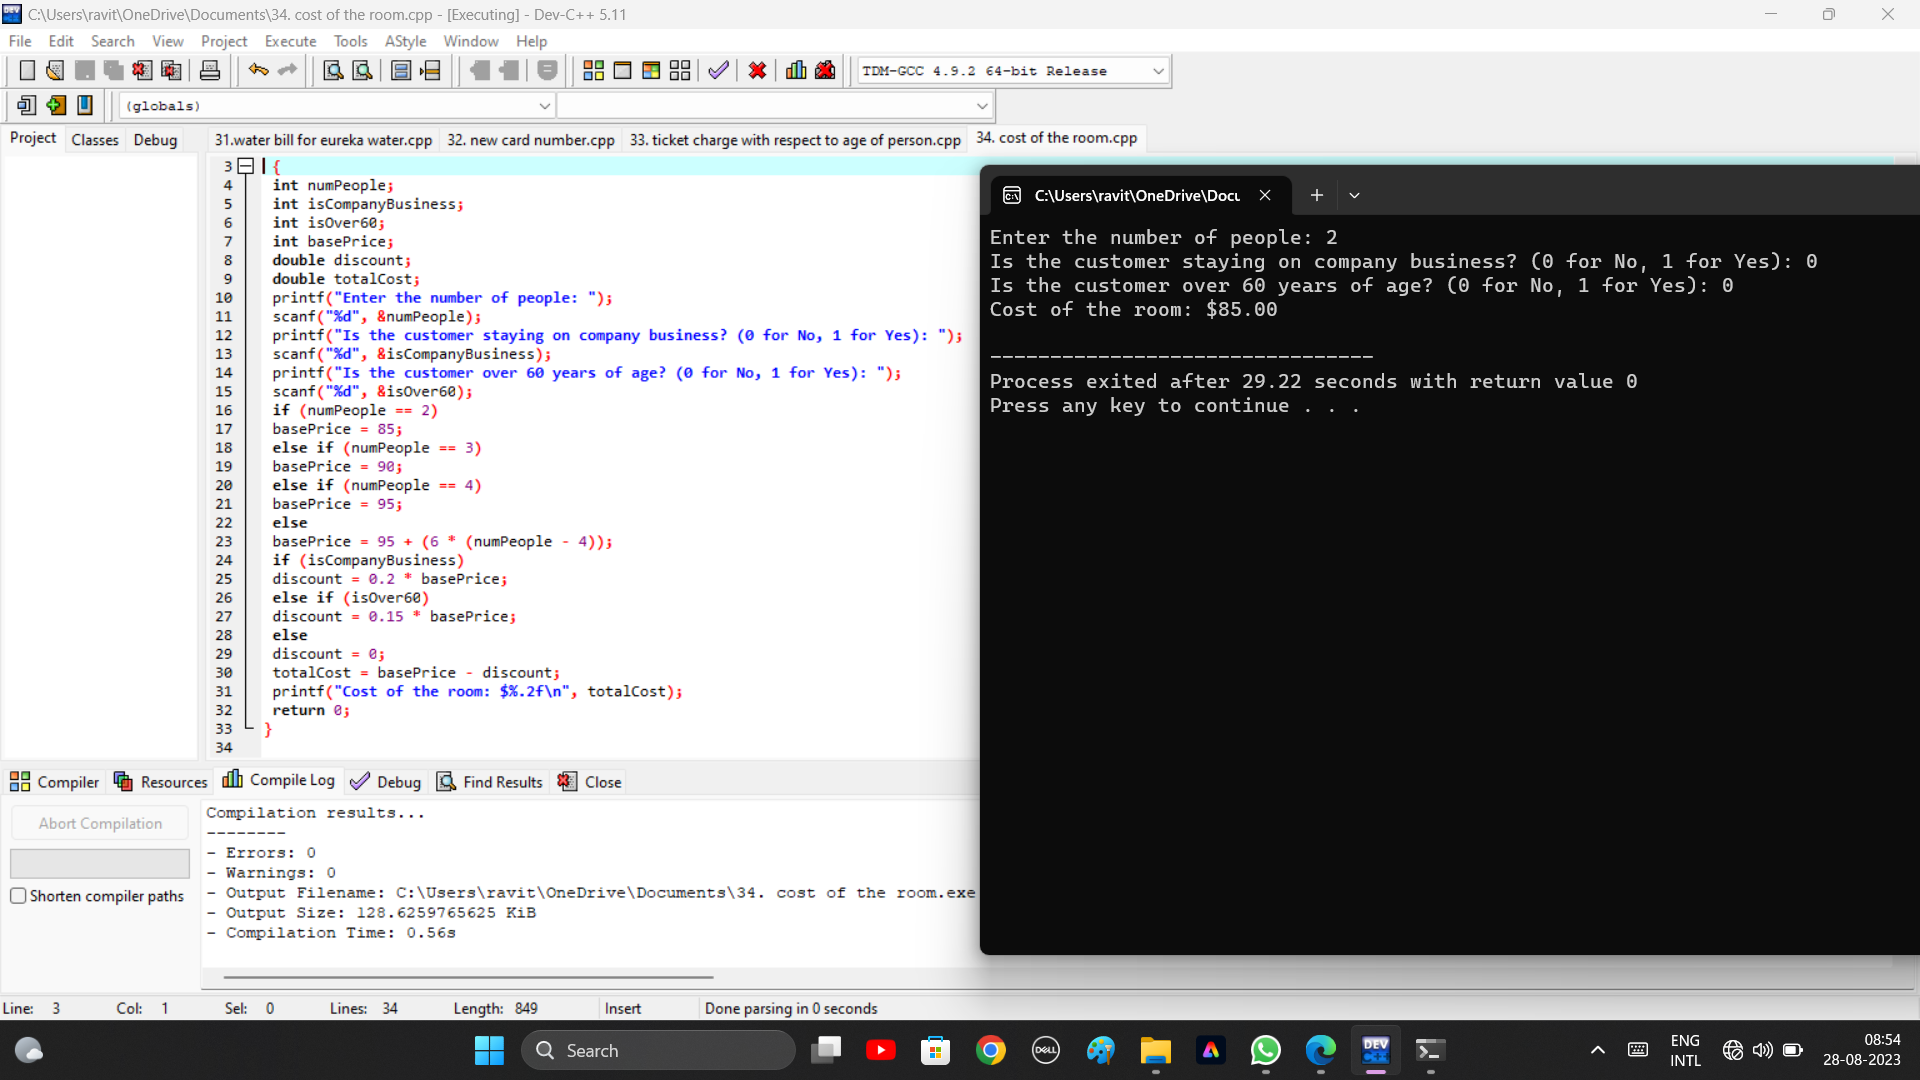 C:\Users\ravit\OneDrive\Documents\34. cost of the room.cpp - [Executing] - Dev-C++ 5.11
File Edit Search View Project Execute Tools AStyle Window Help
TDM-GCC 4.9.2 64-bit Release
(globals)
Project Classes Debug
31.water bill for eureka water.cpp 32. new card number.cpp 33. ticket charge with respect to age of person.cpp 34. cost of the room.cpp
3 {
4 int numPeople;
5 int isCompanyBusiness;
6 int isOver60;
7 int basePrice;
8 double discount;
9 double totalCost;
10 printf("Enter the number of people: ");
11 scanf("%d", &numPeople);
12 printf("Is the customer staying on company business? (0 for No, 1 for Yes): ");
13 scanf("%d", &isCompanyBusiness);
14 printf("Is the customer over 60 years of age? (0 for No, 1 for Yes): ");
15 scanf("%d", &isOver60);
16 if (numPeople == 2)
17 basePrice = 85;
18 else if (numPeople == 3)
19 basePrice = 90;
20 else if (numPeople == 4)
21 basePrice = 95;
22 else
23 basePrice = 95 + (6 * (numPeople - 4));
24 if (isCompanyBusiness)
25 discount = 0.2 * basePrice;
26 else if (isOver60)
27 discount = 0.15 * basePrice;
28 else
29 discount = 0;
30 totalCost = basePrice - discount;
31 printf("Cost of the room: $%.2f\n", totalCost);
32 return 0;
33 }
34
C:\Users\ravit\OneDrive\Docu
Enter the number of people: 2
Is the customer staying on company business? (0 for No, 1 for Yes): 0
Is the customer over 60 years of age? (0 for No, 1 for Yes): 0
Cost of the room: $85.00
--------------------------------
Process exited after 29.22 seconds with return value 0
Press any key to continue . . .
Compiler Resources Compile Log Debug Find Results Close
Abort Compilation
Shorten compiler paths
Compilation results...
--------
- Errors: 0
- Warnings: 0
- Output Filename: C:\Users\ravit\OneDrive\Documents\34. cost of the room.exe
- Output Size: 128.6259765625 KiB
- Compilation Time: 0.56s
Line: 3 Col: 1 Sel: 0 Lines: 34 Length: 849 Insert Done parsing in 0 seconds
Search
DELL
DEV
C++
ENG
INTL
08:54
28-08-2023